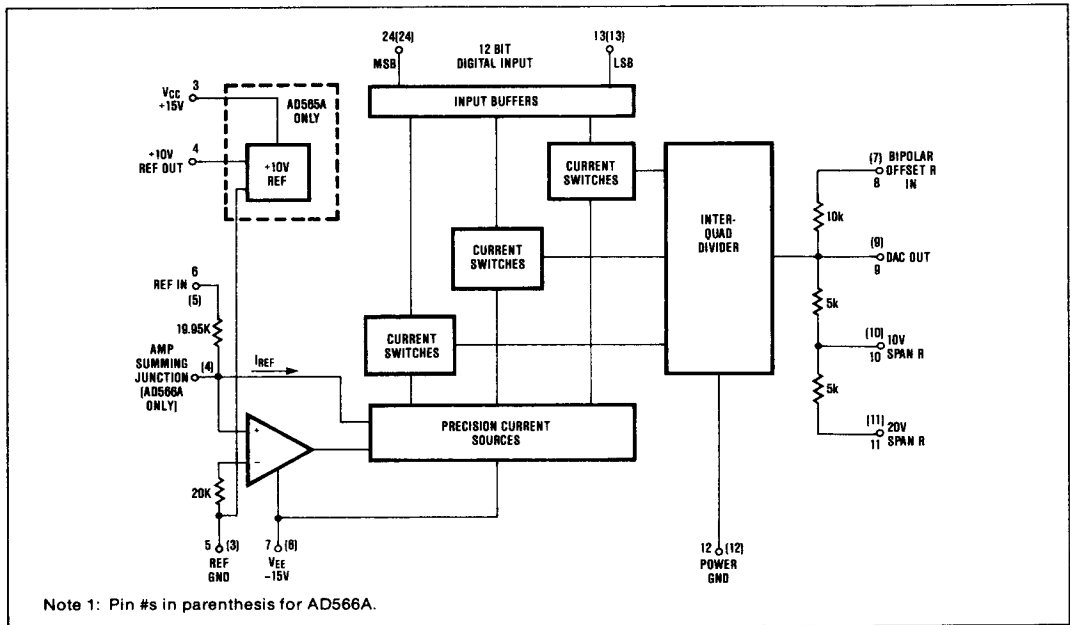 24(24)
MSB
12 BIT
DIGITAL INPUT
13(13)
LSB
INPUT BUFFERS
3
VCC
+15V
AD565A
ONLY
4
+10V
REF OUT
+10V
REF
CURRENT
SWITCHES
CURRENT
SWITCHES
CURRENT
SWITCHES
INTER-
QUAD
DIVIDER
(7) BIPOLAR
OFFSET R
8 IN
10k
(9)
DAC OUT
9
5k
(10) 10V
10 SPAN R
5k
(11) 20V
11 SPAN R
6
REF IN
(5)
19.95K
AMP
SUMMING
JUNCTION
(AD566A
ONLY)
(4)
IREF
+
−
20K
PRECISION CURRENT
SOURCES
5 (3)
REF
GND
7 (6)
VEE
-15V
12 (12)
POWER
GND
Note 1: Pin #s in parenthesis for AD566A.